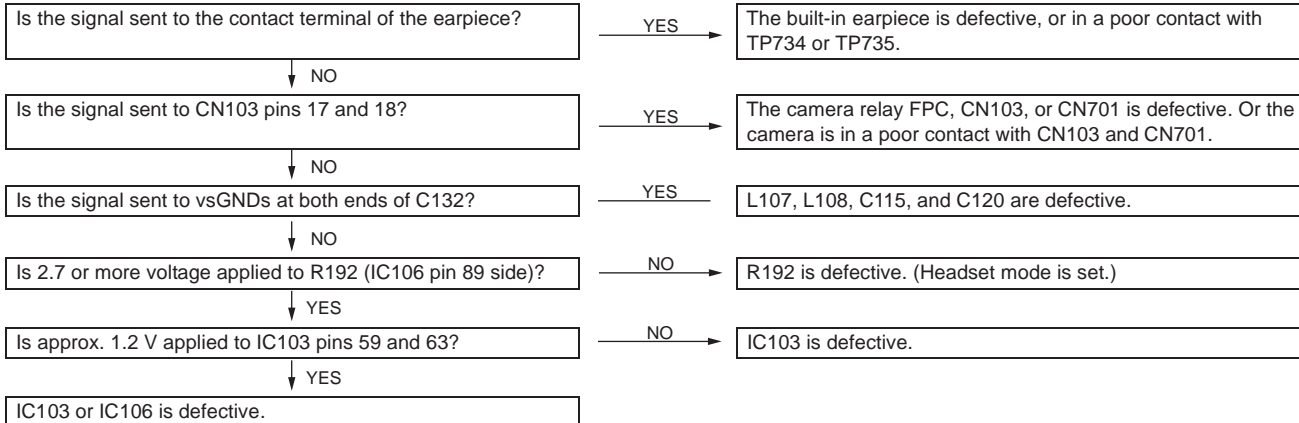 Is the signal sent to the contact terminal of the earpiece?
YES
The built-in earpiece is defective, or in a poor contact with
TP734 or TP735.
NO
Is the signal sent to CN103 pins 17 and 18?
YES
The camera relay FPC, CN103, or CN701 is defective. Or the
camera is in a poor contact with CN103 and CN701.
NO
Is the signal sent to vsGNDs at both ends of C132?
YES
L107, L108, C115, and C120 are defective.
NO
Is 2.7 or more voltage applied to R192 (IC106 pin 89 side)?
NO
R192 is defective. (Headset mode is set.)
YES
Is approx. 1.2 V applied to IC103 pins 59 and 63?
NO
IC103 is defective.
YES
IC103 or IC106 is defective.